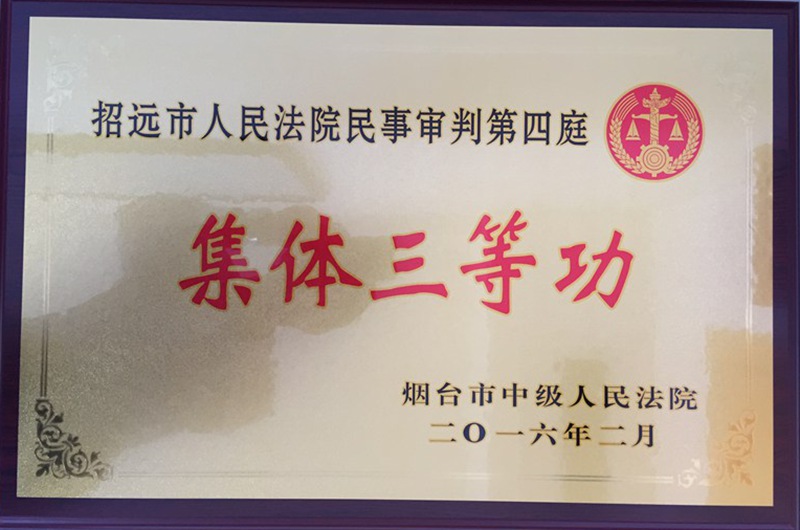 招远市人民法院民事审判第四庭
集体三等功
烟台市中级人民法院
二O一六年二月